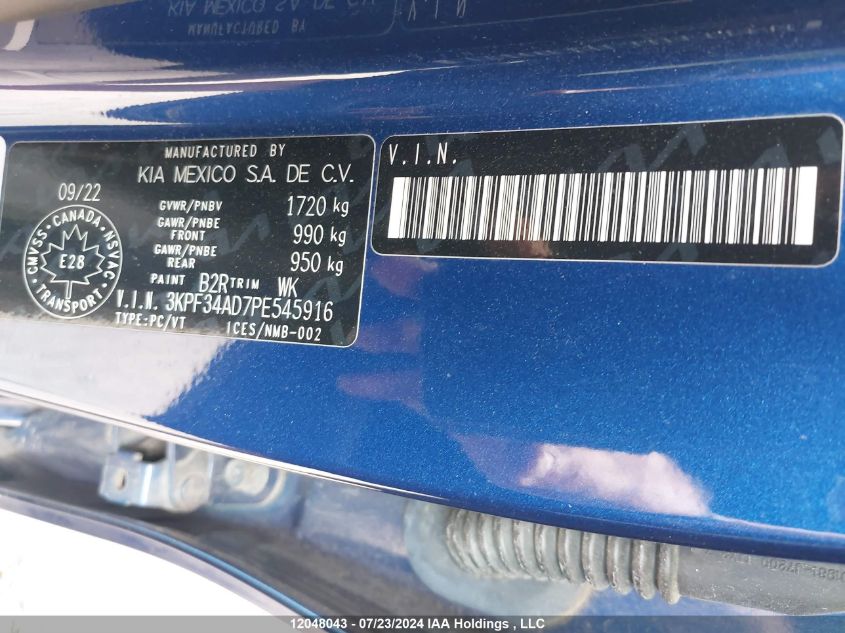 MANUFACTURED BY
KIA MEXICO S.A. DE C.V.
09/22
GVWR/PNBV 1720 kg
GAWR/PNBE FRONT 990 kg
GAWR/PNBE REAR 950 kg
PAINT B2R TRIM WK
V.I.N. 3KPF34AD7PE545916
TYPE:PC/VT ICES/NMB-002
CANADA
CMVSS NSVAC
E28
TRANSPORT
V.I.N.
12048043 - 07/23/2024 IAA Holdings , LLC